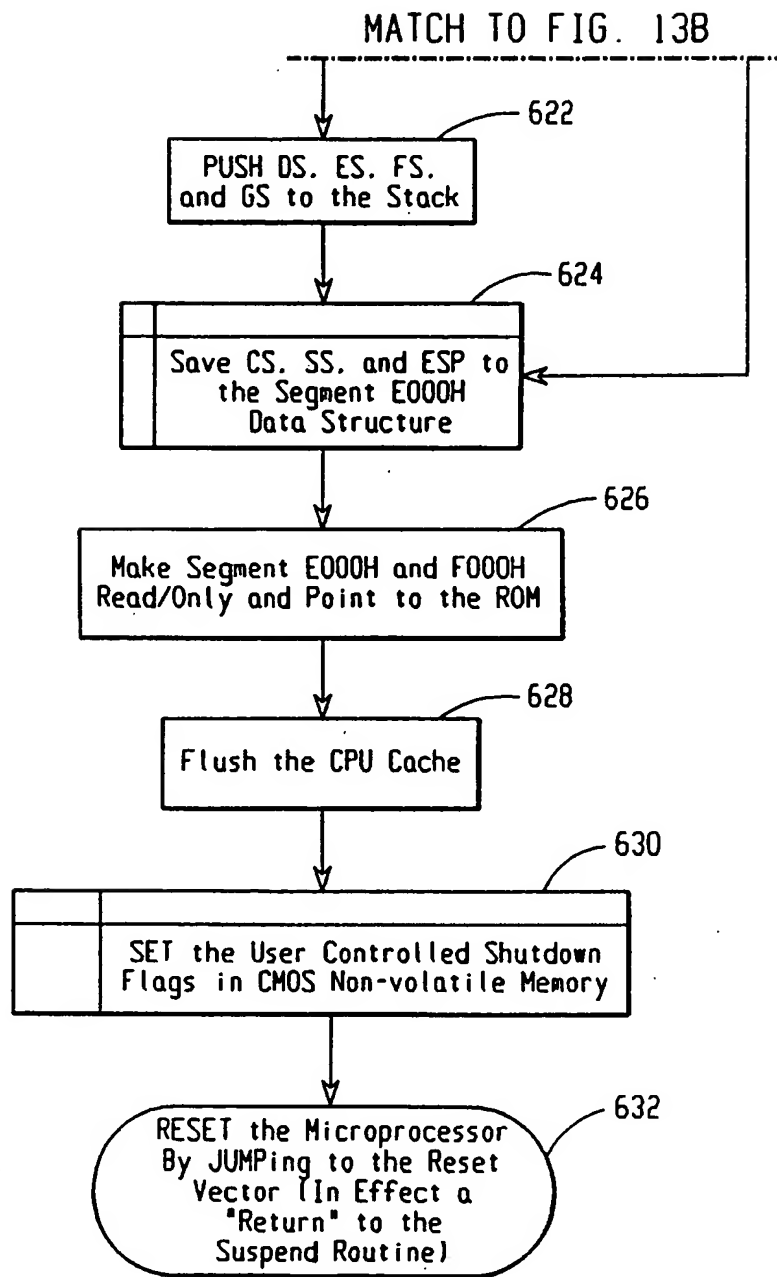 MATCH TO FIG. 13B
622
PUSH DS. ES. FS.
and GS to the Stack
624
Save CS. SS. and ESP to
the Segment E000H
Data Structure
626
Make Segment E000H and F000H
Read/Only and Point to the ROM
628
Flush the CPU Cache
630
SET the User Controlled Shutdown
Flags in CMOS Non-volatile Memory
632
RESET the Microprocessor
By JUMPing to the Reset
Vector (In Effect a
"Return" to the
Suspend Routine)